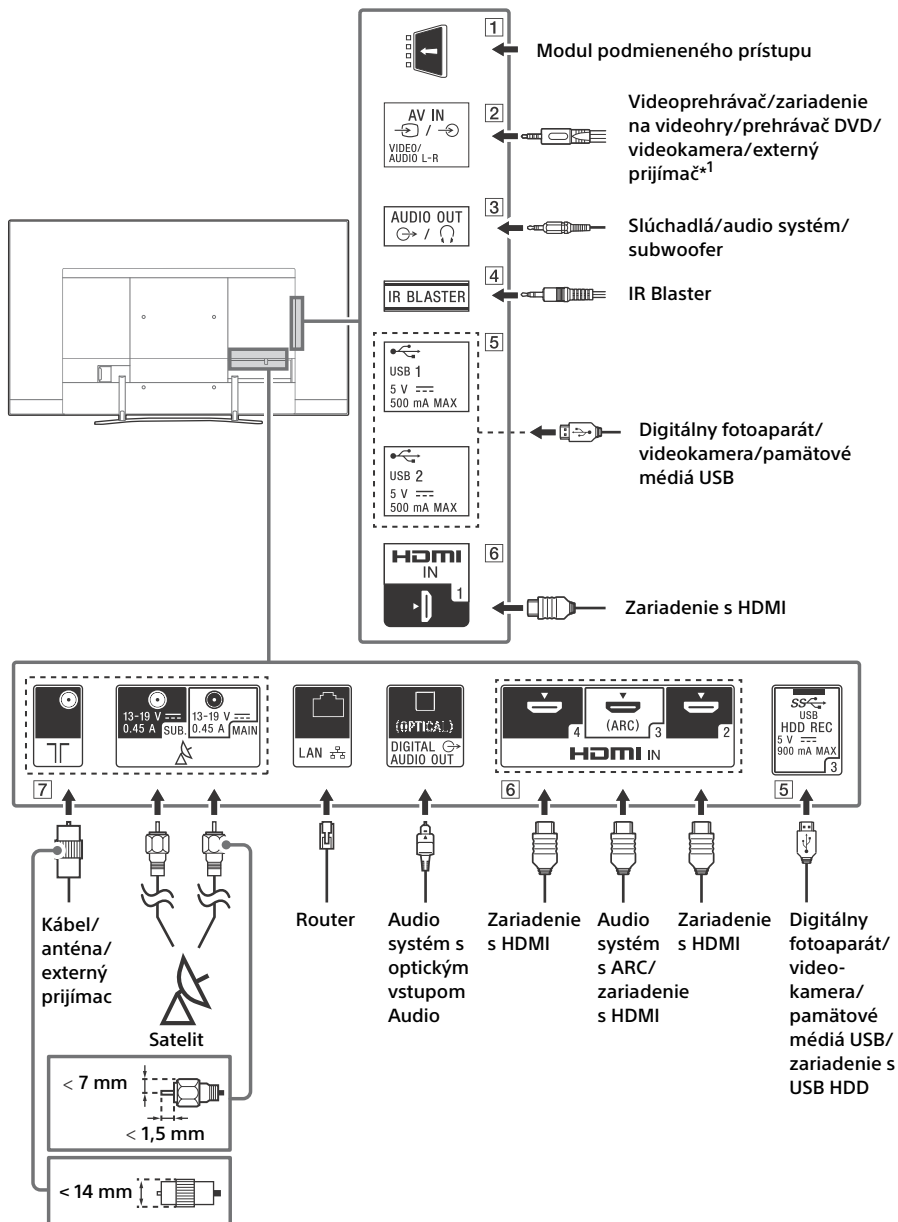 1
Modul podmieneného prístupu
AV IN
/
VIDEO/
AUDIO L-R
2
Videoprehrávač/zariadenie
na videohry/prehrávač DVD/
videokamera/externý
prijímač*1
AUDIO OUT
/
3
Slúchadlá/audio systém/
subwoofer
4
IR BLASTER
IR Blaster
5
USB 1
5 V
500 mA MAX
USB 2
5 V
500 mA MAX
Digitálny fotoaparát/
videokamera/pamäťové
médiá USB
HDMI
IN
1
6
Zariadenie s HDMI
13-19 V
0.45 A
SUB.
13-19 V
0.45 A
MAIN
LAN
(OPTICAL)
DIGITAL
AUDIO OUT
4
(ARC)
3
2
HDMI IN
SS
USB
HDD REC
5 V
900 mA MAX
3
7
6
5
Kábel/
anténa/
externý
prijímac
Satelit
Router
Audio
systém s
optickým
vstupom
Audio
Zariadenie
s HDMI
Audio
systém
s ARC/
zariadenie
s HDMI
Zariadenie
s HDMI
Digitálny
fotoaparát/
video-
kamera/
pamäťové
médiá USB/
zariadenie s
USB HDD
< 7 mm
< 1,5 mm
< 14 mm